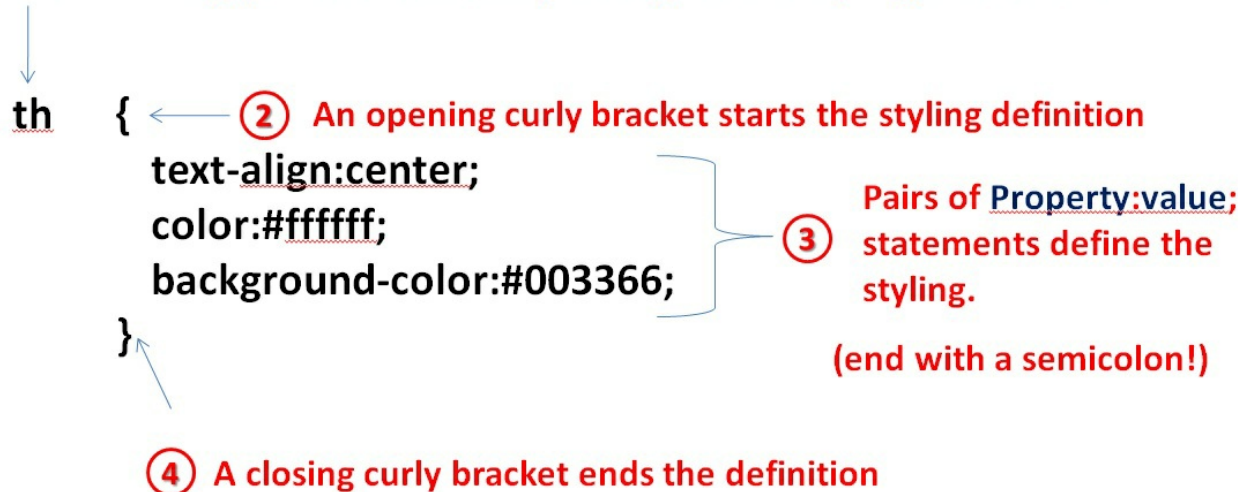 th { ② An opening curly bracket starts the styling definition
text-align:center;
color:#ffffff;
background-color:#003366;
}
③ Pairs of Property:value;
statements define the
styling.
(end with a semicolon!)
④ A closing curly bracket ends the definition